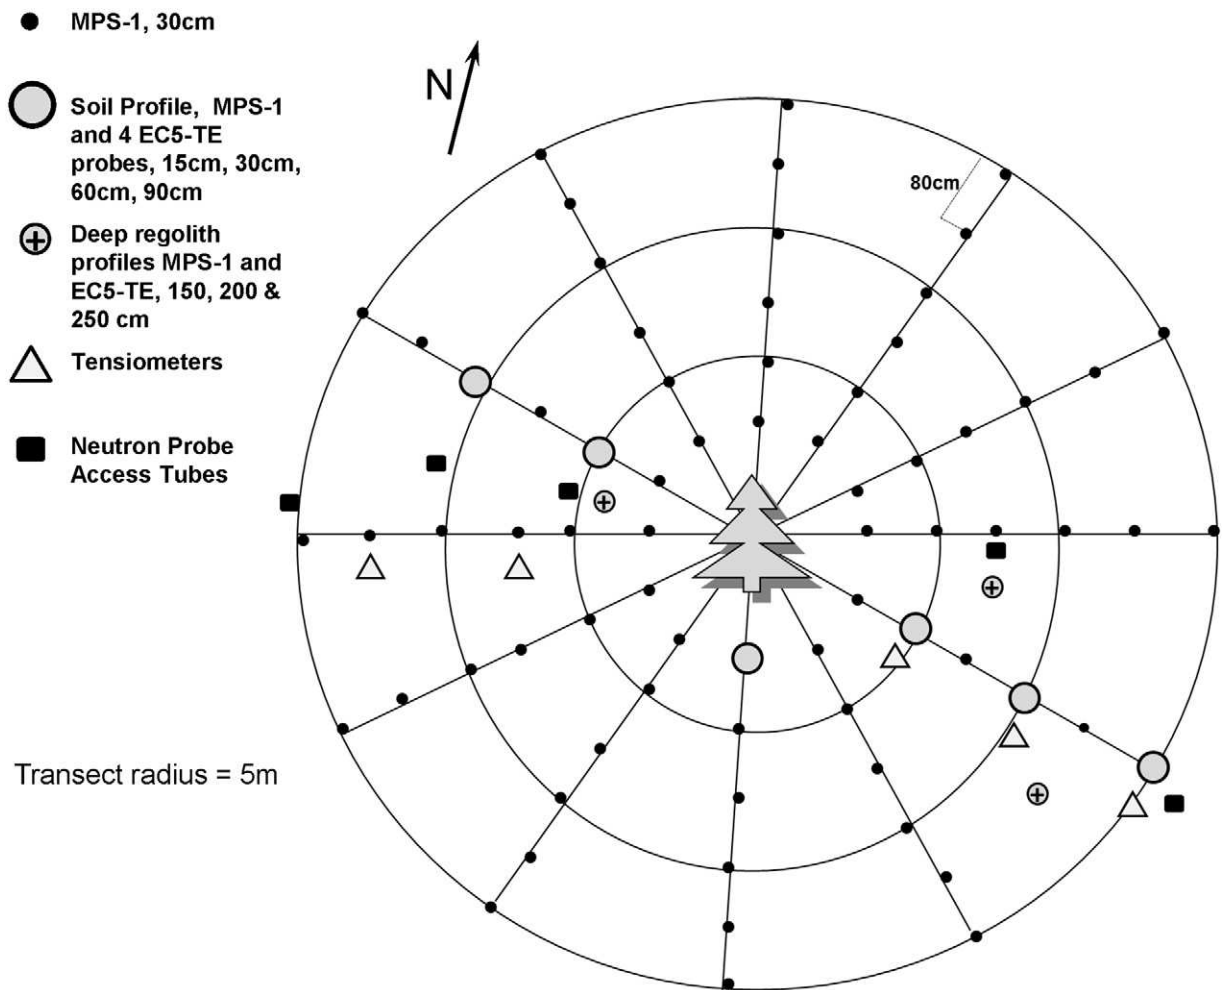 MPS-1, 30cm
Soil Profile, MPS-1
and 4 EC5-TE
probes, 15cm, 30cm,
60cm, 90cm
Deep regolith
profiles MPS-1 and
EC5-TE, 150, 200 &
250 cm
Tensiometers
Neutron Probe
Access Tubes
Transect radius = 5m
N
80cm